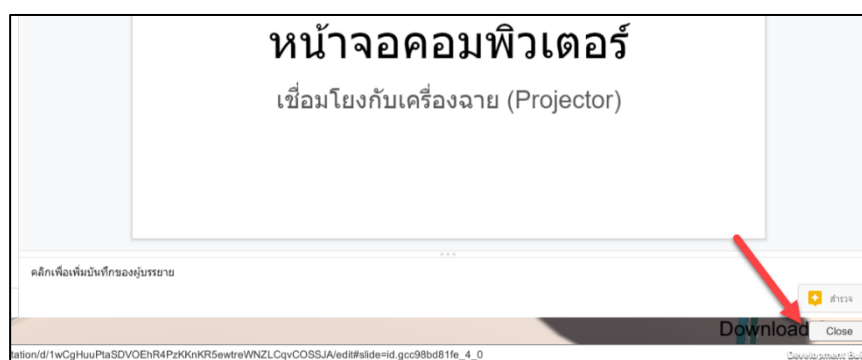 หน้าจอคอมพิวเตอร์
เชื่อมโยงกับเครื่องฉาย (Projector)
คลิกเพื่อเพิ่มบันทึกของผู้บรรยาย
สำรวจ
Download
Close
tation/d/1wCgHuuPtaSDVOEhR4PzKKnKR5ewtreWNZLCqvCOSSJA/edit#slide=id.gcc98bd81fe_4_0
Development